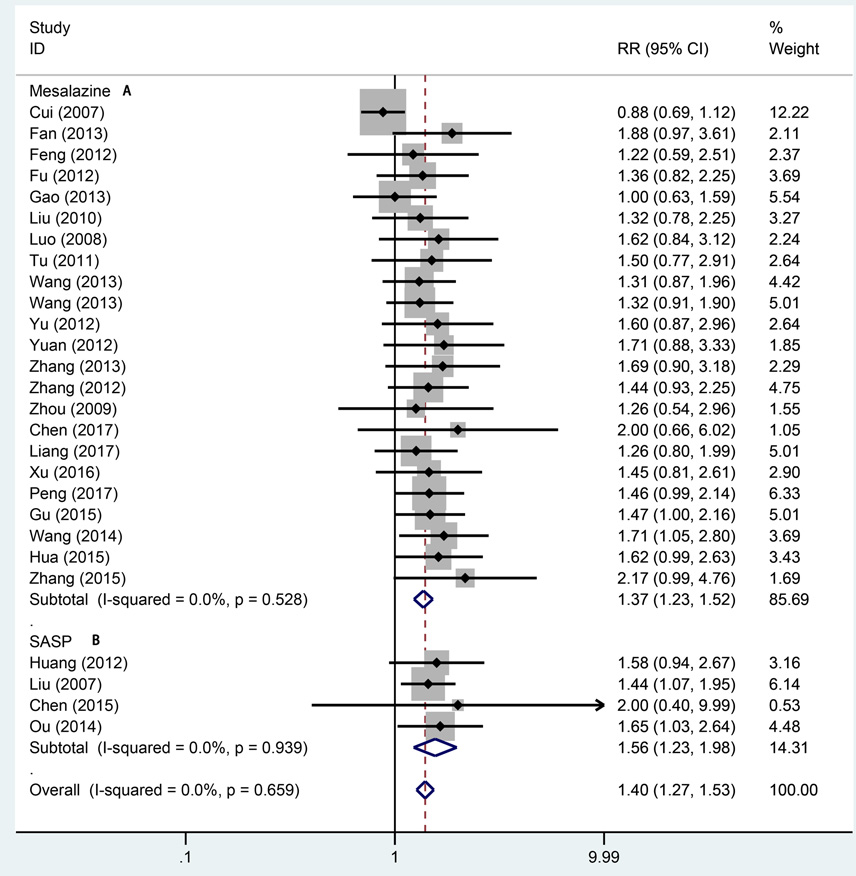 Study %
ID RR (95% CI) Weight
Mesalazine A
Cui (2007) 0.88 (0.69, 1.12) 12.22
Fan (2013) 1.88 (0.97, 3.61) 2.11
Feng (2012) 1.22 (0.59, 2.51) 2.37
Fu (2012) 1.36 (0.82, 2.25) 3.69
Gao (2013) 1.00 (0.63, 1.59) 5.54
Liu (2010) 1.32 (0.78, 2.25) 3.27
Luo (2008) 1.62 (0.84, 3.12) 2.24
Tu (2011) 1.50 (0.77, 2.91) 2.64
Wang (2013) 1.31 (0.87, 1.96) 4.42
Wang (2013) 1.32 (0.91, 1.90) 5.01
Yu (2012) 1.60 (0.87, 2.96) 2.64
Yuan (2012) 1.71 (0.88, 3.33) 1.85
Zhang (2013) 1.69 (0.90, 3.18) 2.29
Zhang (2012) 1.44 (0.93, 2.25) 4.75
Zhou (2009) 1.26 (0.54, 2.96) 1.55
Chen (2017) 2.00 (0.66, 6.02) 1.05
Liang (2017) 1.26 (0.80, 1.99) 5.01
Xu (2016) 1.45 (0.81, 2.61) 2.90
Peng (2017) 1.46 (0.99, 2.14) 6.33
Gu (2015) 1.47 (1.00, 2.16) 5.01
Wang (2014) 1.71 (1.05, 2.80) 3.69
Hua (2015) 1.62 (0.99, 2.63) 3.43
Zhang (2015) 2.17 (0.99, 4.76) 1.69
Subtotal (I-squared = 0.0%, p = 0.528) 1.37 (1.23, 1.52) 85.69
.
SASP B
Huang (2012) 1.58 (0.94, 2.67) 3.16
Liu (2007) 1.44 (1.07, 1.95) 6.14
Chen (2015) 2.00 (0.40, 9.99) 0.53
Ou (2014) 1.65 (1.03, 2.64) 4.48
Subtotal (I-squared = 0.0%, p = 0.939) 1.56 (1.23, 1.98) 14.31
.
Overall (I-squared = 0.0%, p = 0.659) 1.40 (1.27, 1.53) 100.00
.1 1 9.99